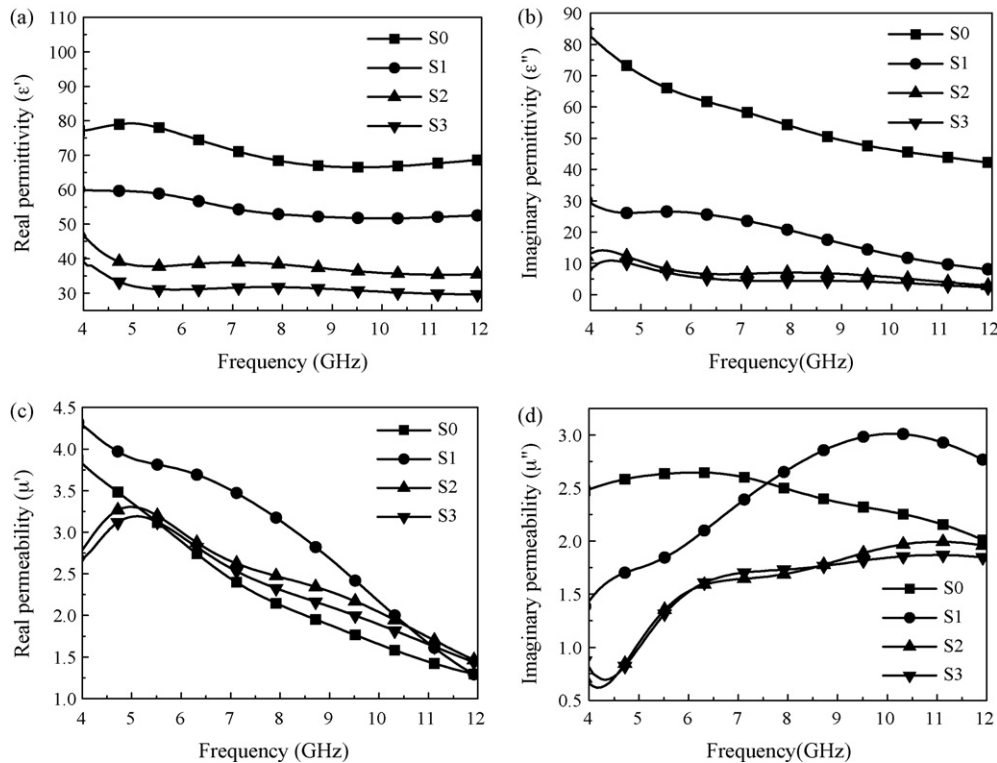 (a)
110
100
90
80
70
60
50
40
30
Real permittivity (ε')
S0
S1
S2
S3
4 5 6 7 8 9 10 11 12
Frequency (GHz)
(b)
90
80
70
60
50
40
30
20
10
0
Imaginary permittivity (ε")
S0
S1
S2
S3
4 5 6 7 8 9 10 11 12
Frequency(GHz)
(c)
4.5
4.0
3.5
3.0
2.5
2.0
1.5
1.0
Real permeability (μ')
S0
S1
S2
S3
4 5 6 7 8 9 10 11 12
Frequency (GHz)
(d)
3.0
2.5
2.0
1.5
1.0
0.5
Imaginary permeability (μ")
S0
S1
S2
S3
4 5 6 7 8 9 10 11 12
Frequency(GHz)